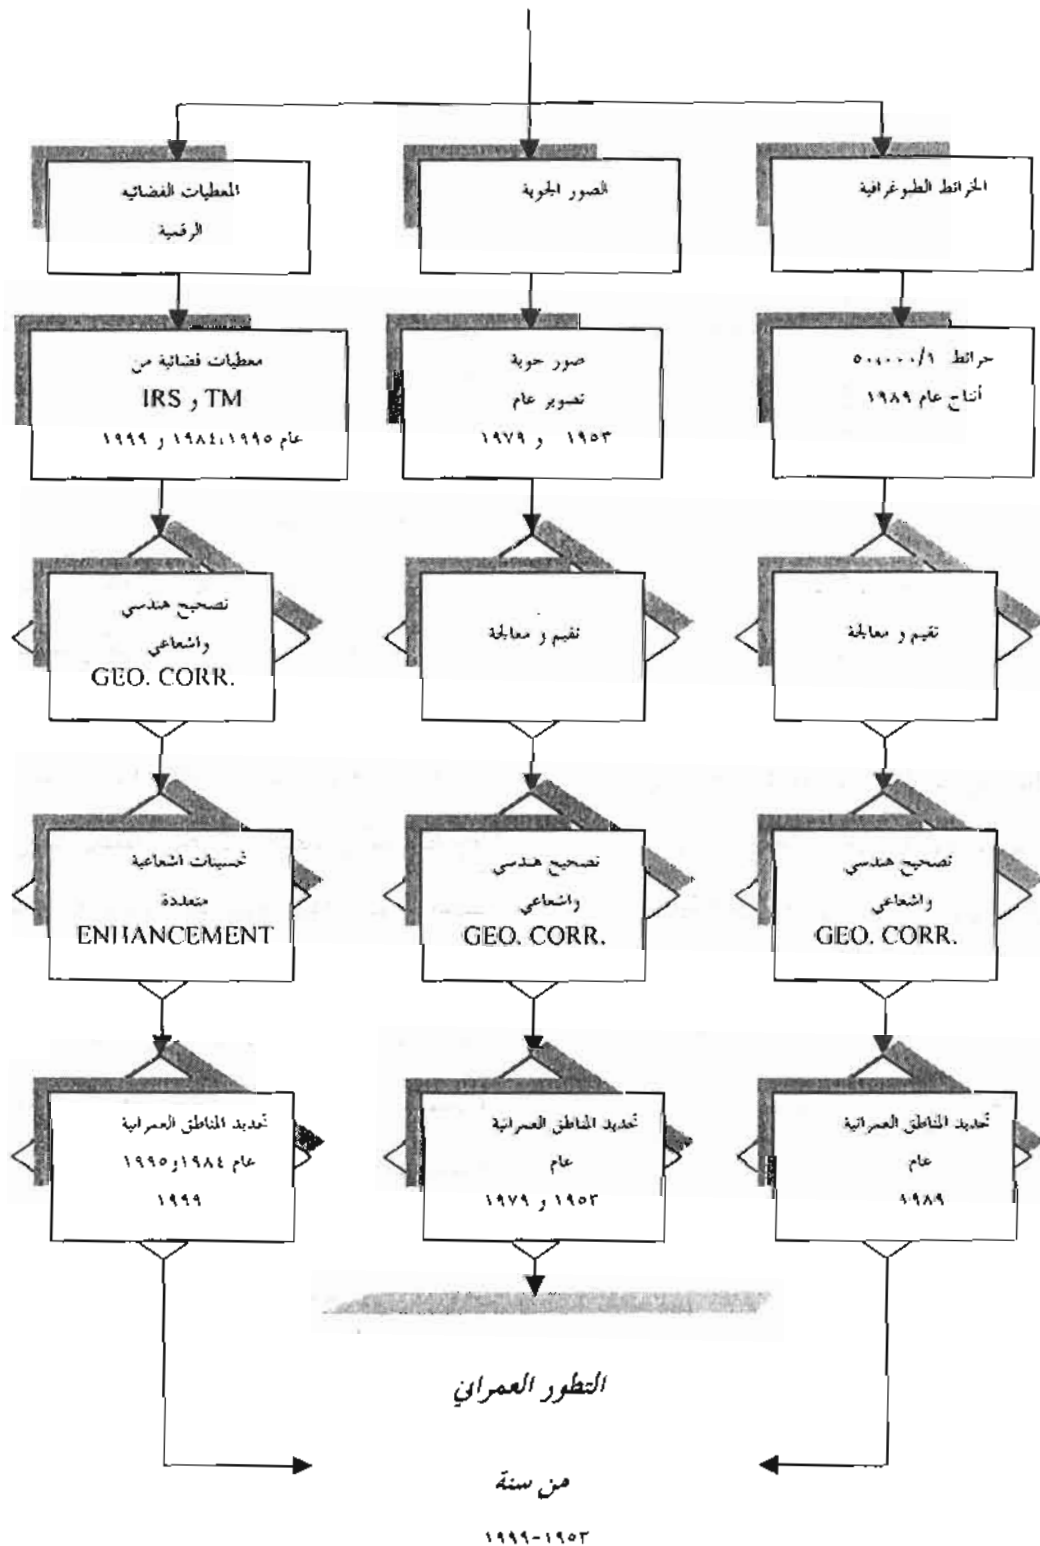 الخرائط الطبوغرافية
الصور الجوية
المعطيات الفضائيه
الرقمية
خرائط ٥٠،٠٠٠/١
أنتاج عام ١٩٨٩
صور جوية
تصوير عام
١٩٥٣ و ١٩٧٩
معطيات فضائية من
TM و IRS
عام ١٩٨٤،١٩٩٥ و ١٩٩٩
تقيم و معالجة
تقيم و معالجة
تصحيح هندسي
واشعاعي
GEO. CORR.
تصحيح هندسي
واشعاعي
GEO. CORR.
تصحيح هندسي
واشعاعي
GEO. CORR.
تحسينات اشعاعية
متعددة
ENHANCEMENT
تحديد المناطق العمرانية
عام
١٩٨٩
تحديد المناطق العمرانية
عام
١٩٥٣ و ١٩٧٩
تحديد المناطق العمرانية
عام ١٩٨٤ و١٩٩٥
١٩٩٩
التطور العمراني
من سنة
١٩٥٣-١٩٩٩